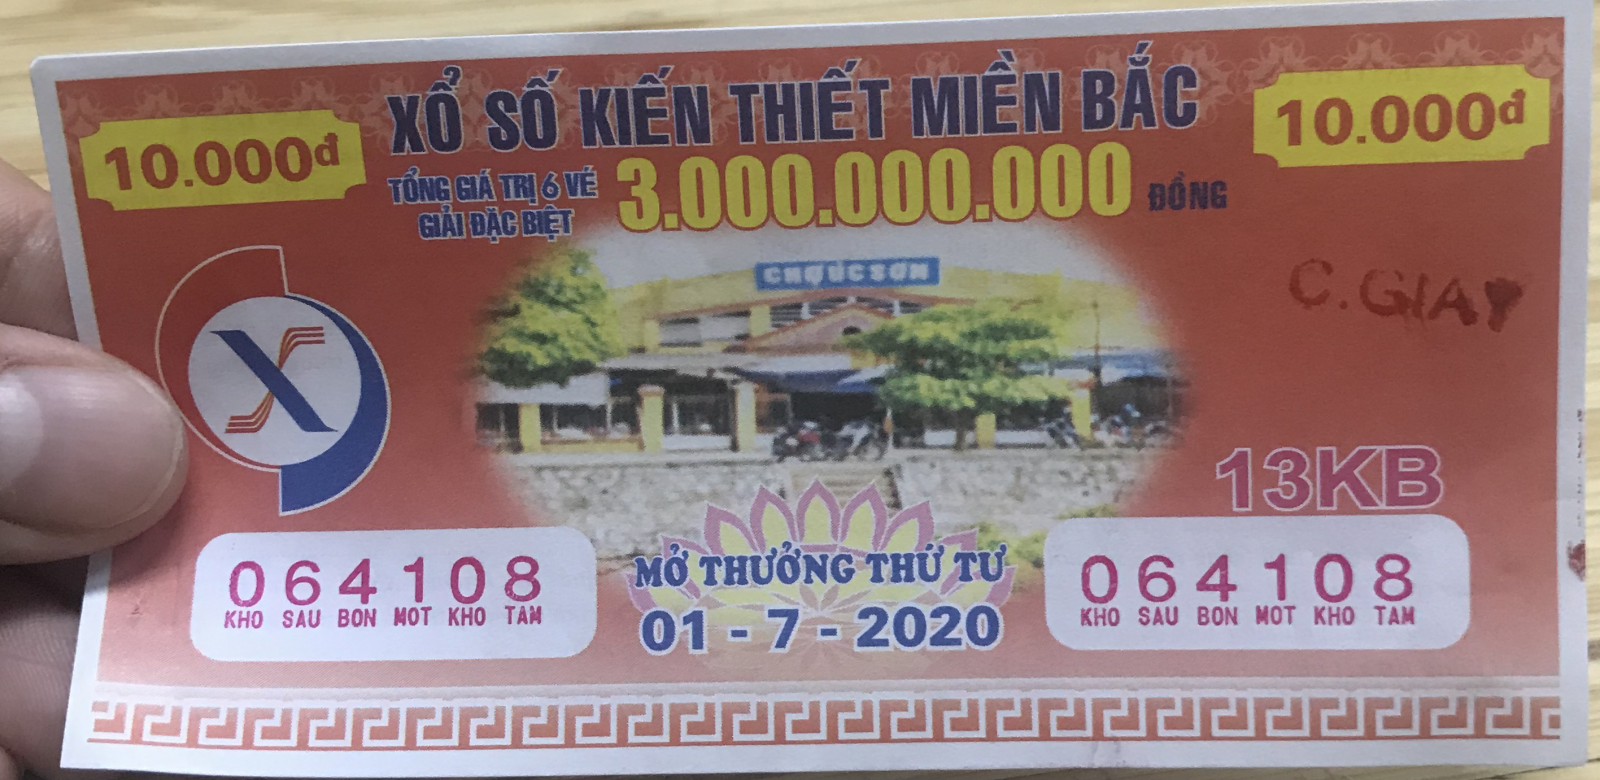 XỔ SỐ KIẾN THIẾT MIỀN BẮC
10.000đ
10.000đ
TỔNG GIÁ TRỊ 6 VÉ
GIẢI ĐẶC BIỆT
3.000.000.000 ĐỒNG
CHỢ ÚC SƠN
C.GIAY
13KB
064108
KHO SAU BON MOT KHO TAM
MỞ THƯỞNG THỨ TƯ
01 - 7 - 2020
064108
KHO SAU BON MOT KHO TAM